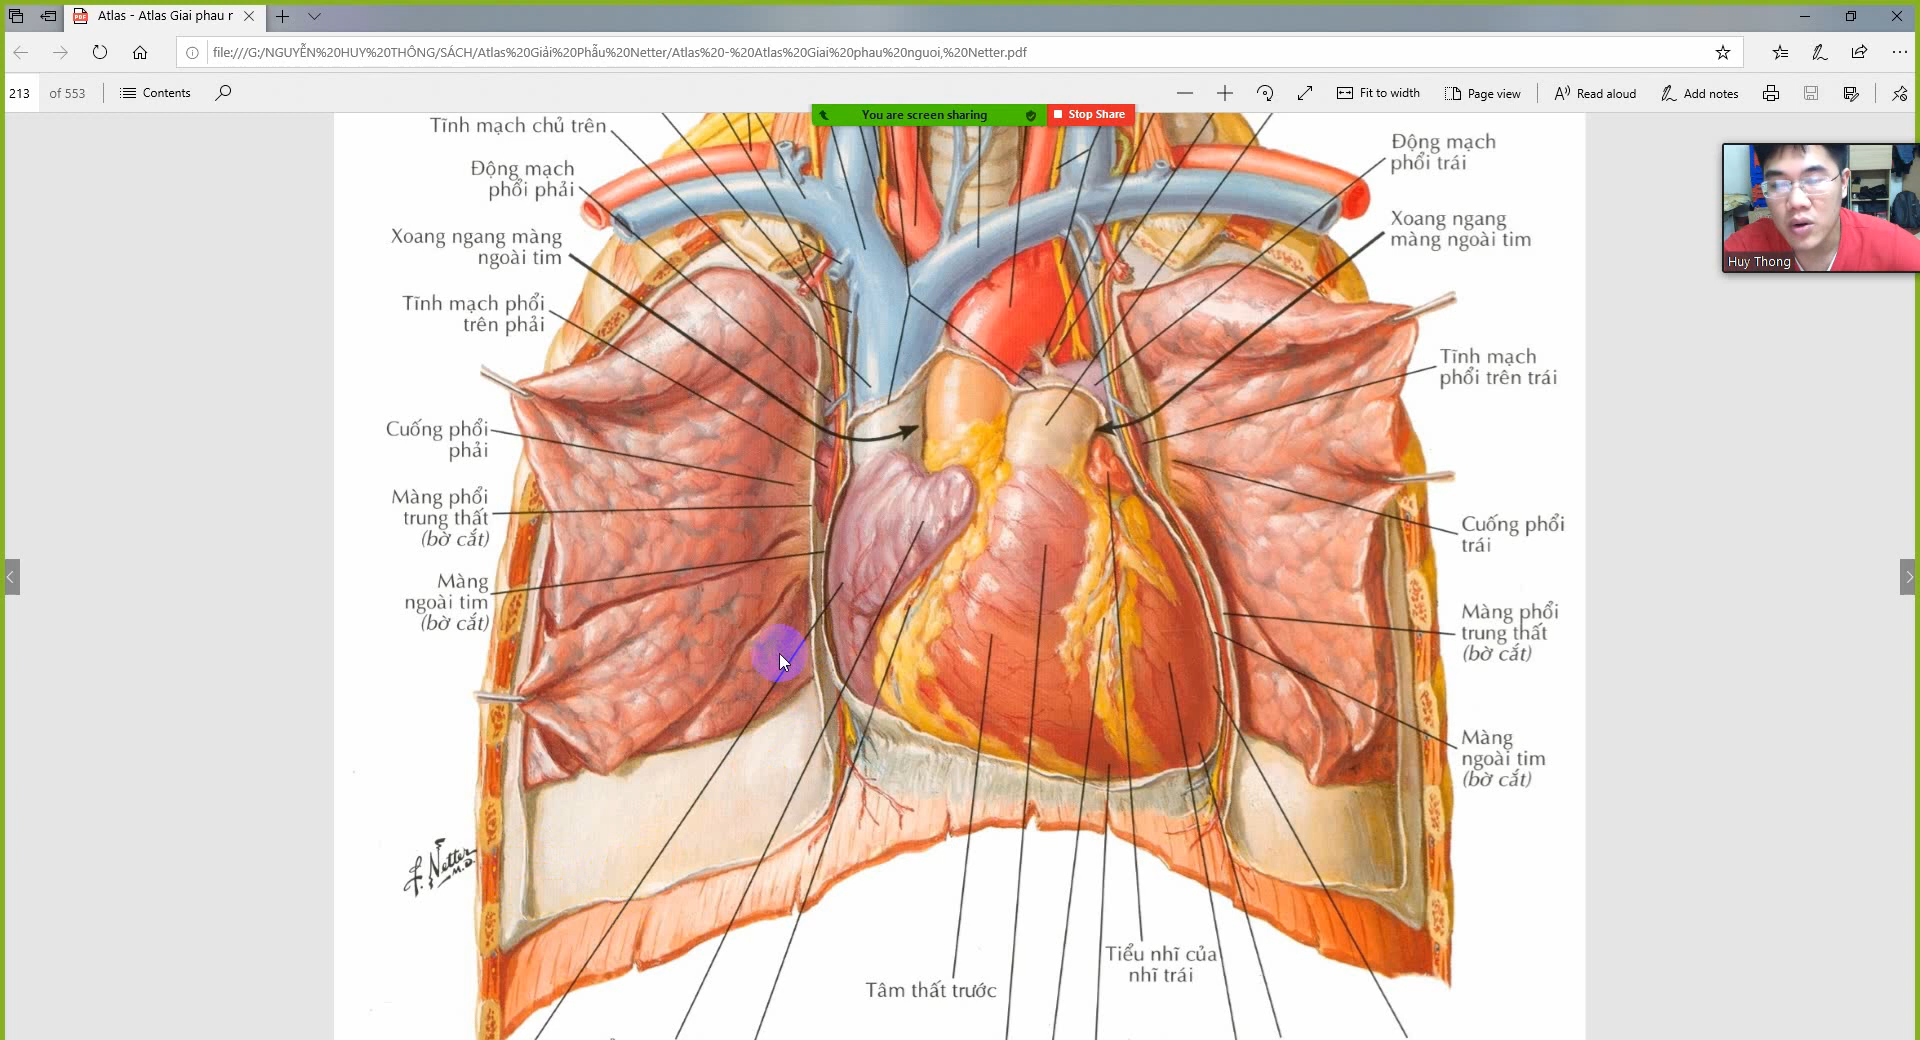 Atlas - Atlas Giai phau r
file:///G:/NGUYỄN%20HUY%20THÔNG/SÁCH/Atlas%20Giải%20Phẫu%20Netter/Atlas%20-%20Atlas%20Giai%20phau%20nguoi,%20Netter.pdf
213 of 553 Contents Fit to width Page view Read aloud Add notes
You are screen sharing Stop Share
Tĩnh mạch chủ trên
Động mạch
phổi phải
Xoang ngang màng
ngoài tim
Tĩnh mạch phổi
trên phải
Cuống phổi
phải
Màng phổi
trung thất
(bờ cắt)
Màng
ngoài tim
(bờ cắt)
F. Netter
M.D.
Động mạch
phổi trái
Xoang ngang
màng ngoài tim
Tĩnh mạch
phổi trên trái
Cuống phổi
trái
Màng phổi
trung thất
(bờ cắt)
Màng
ngoài tim
(bờ cắt)
Tiểu nhĩ của
nhĩ trái
Tâm thất trước
Huy Thong